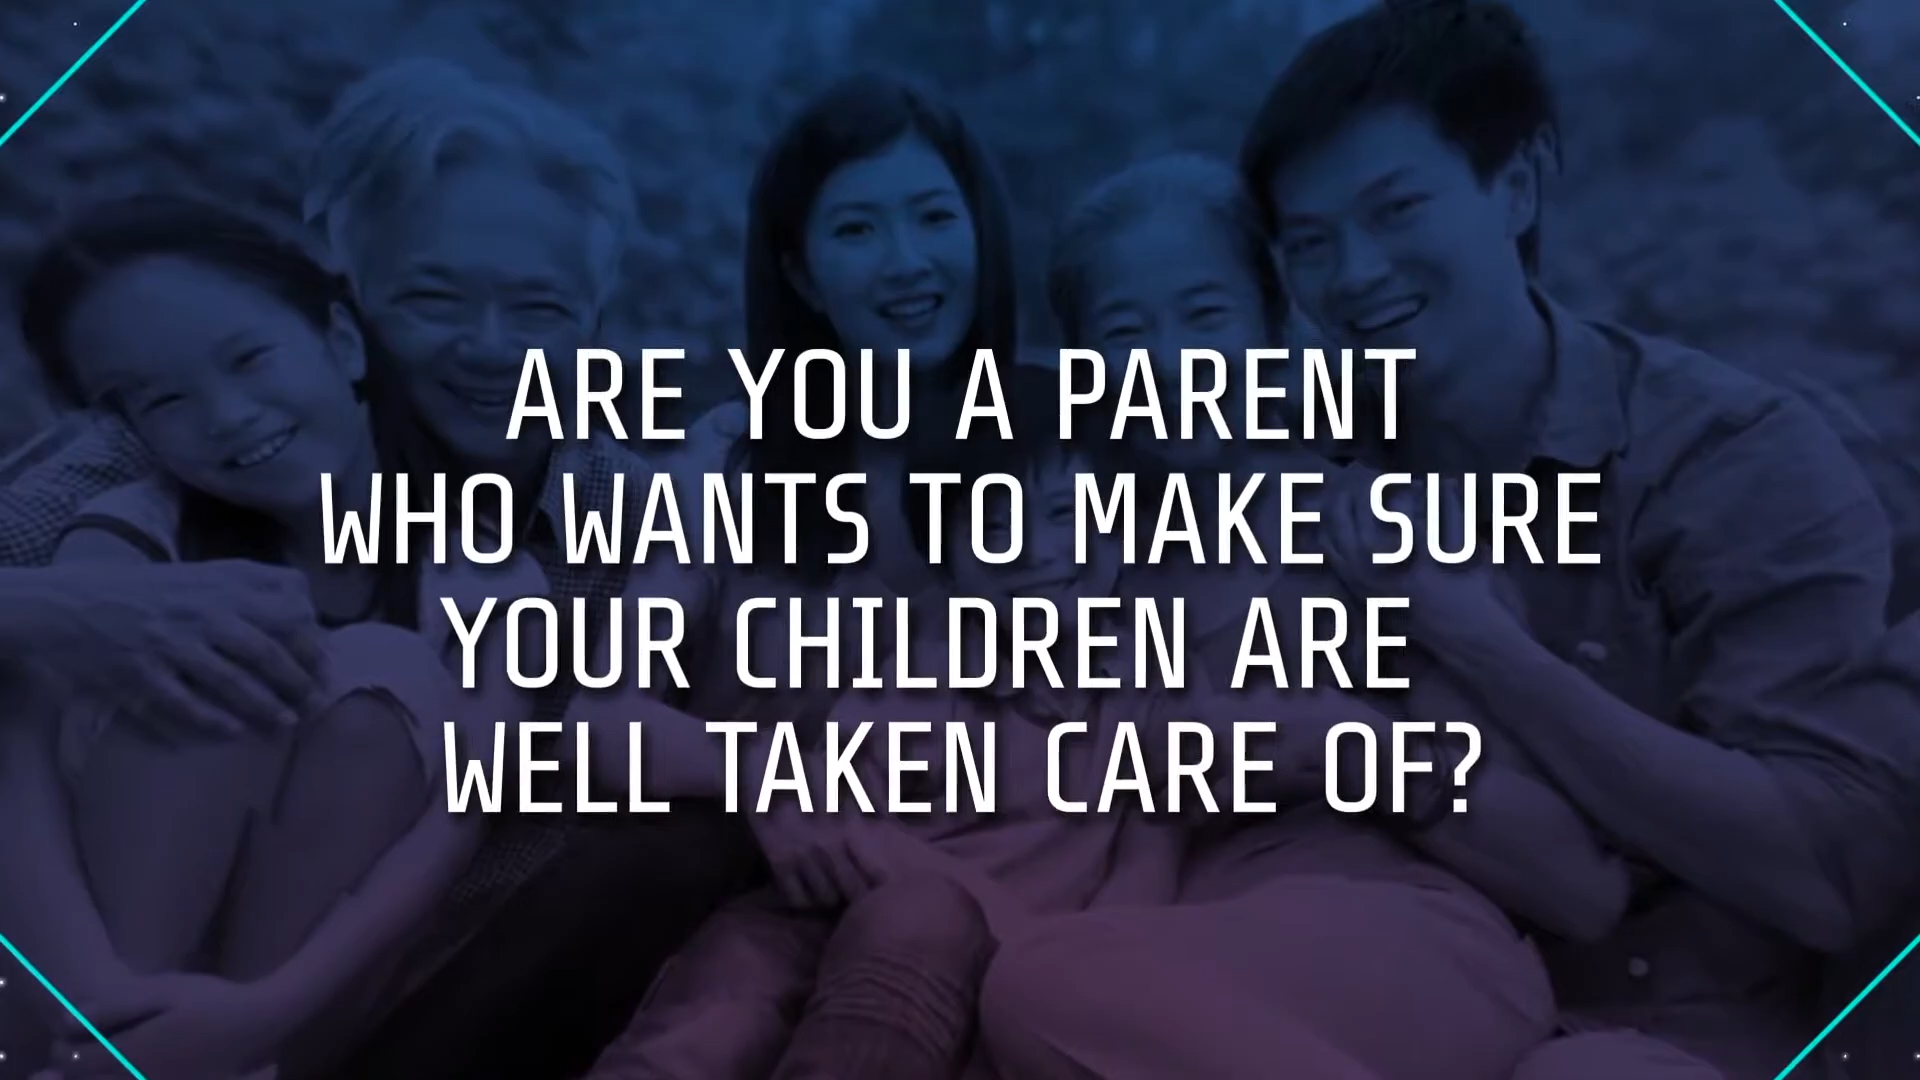 ARE YOU A PARENT
WHO WANTS TO MAKE SURE
YOUR CHILDREN ARE
WELL TAKEN CARE OF?